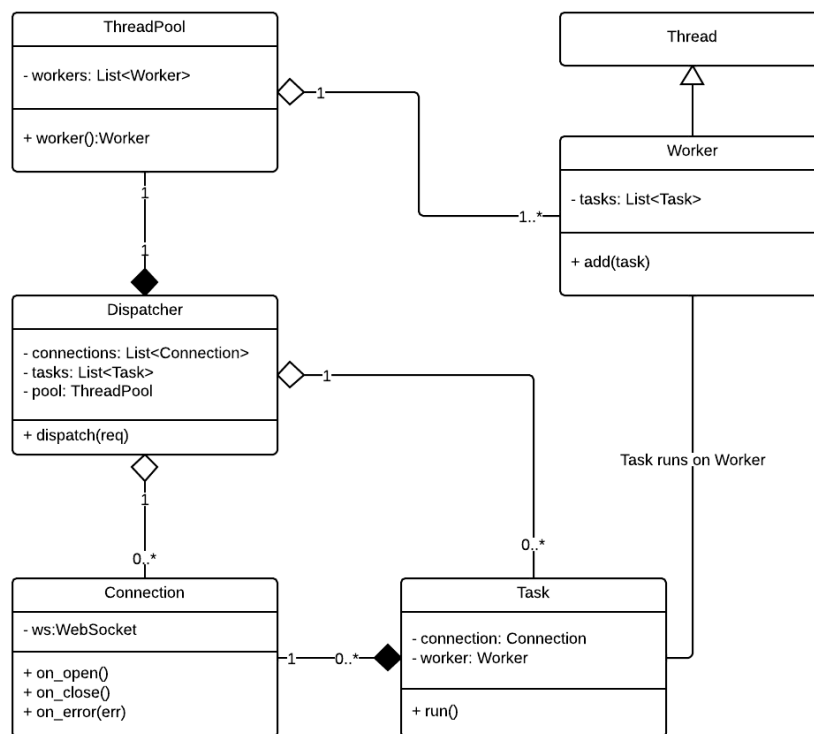 ThreadPool
- workers: List<Worker>
+ worker():Worker
1
1..*
Thread
Worker
- tasks: List<Task>
+ add(task)
1
1
Dispatcher
- connections: List<Connection>
- tasks: List<Task>
- pool: ThreadPool
+ dispatch(req)
1
Task runs on Worker
1
0..*
0..*
Connection
- ws:WebSocket
+ on_open()
+ on_close()
+ on_error(err)
1
0..*
Task
- connection: Connection
- worker: Worker
+ run()